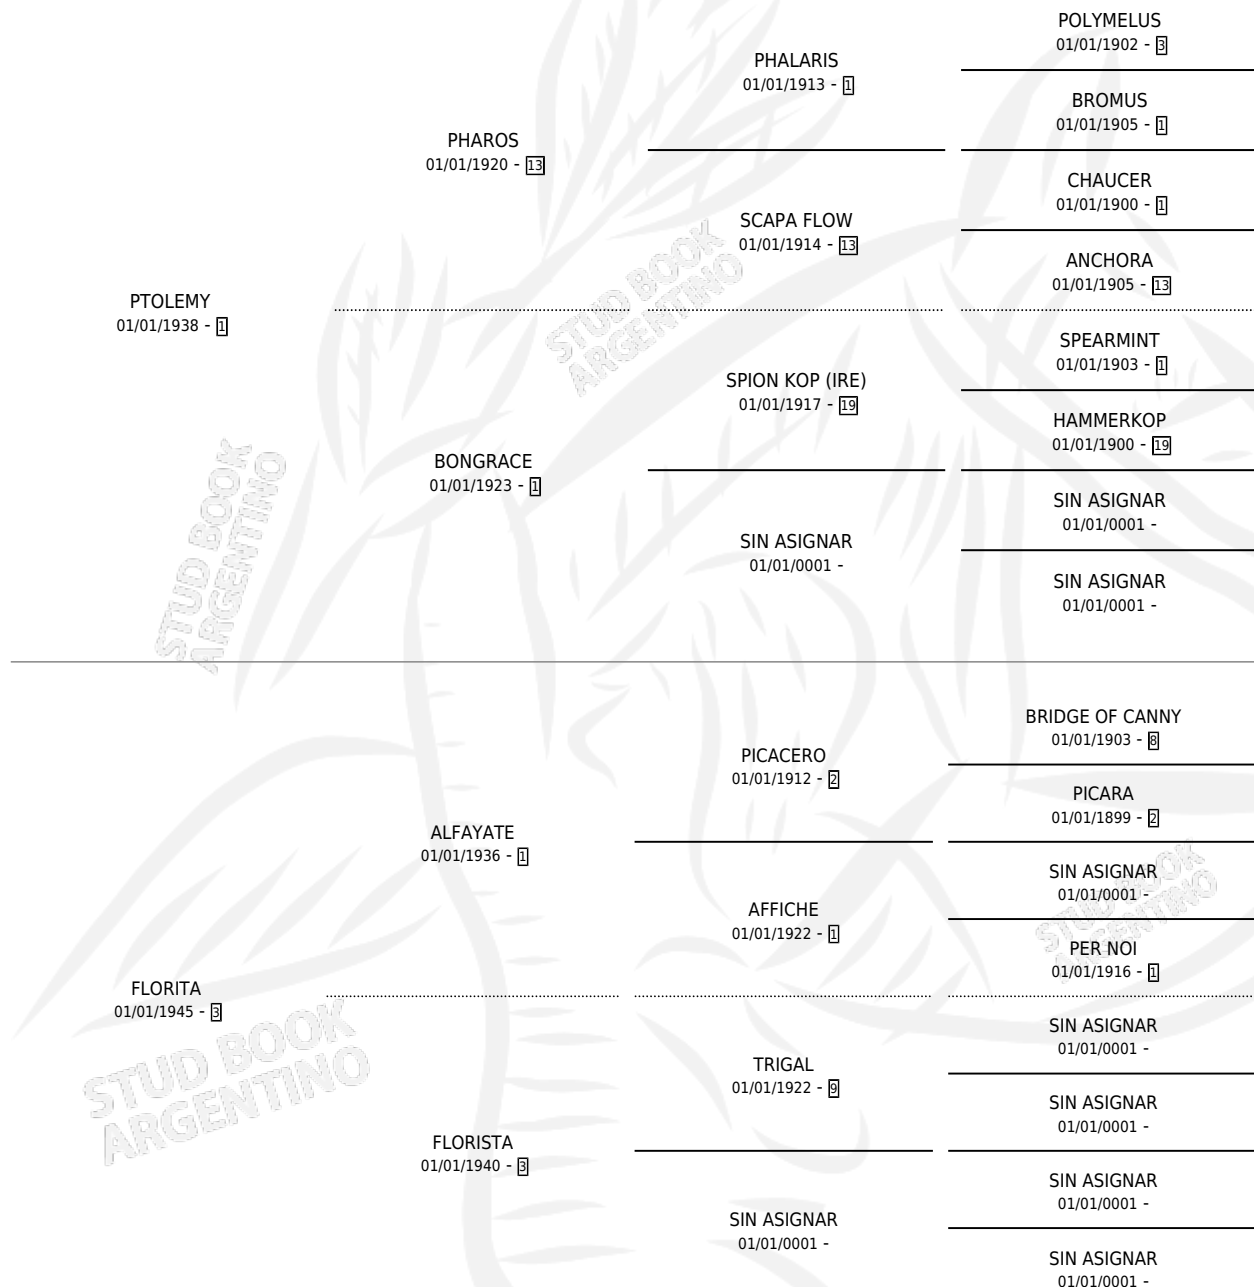 POLYMELUS
01/01/1902 - 3
PHALARIS
01/01/1913 - 1
BROMUS
01/01/1905 - 1
PHAROS
01/01/1920 - 13
CHAUCER
01/01/1900 - 1
SCAPA FLOW
01/01/1914 - 13
ANCHORA
01/01/1905 - 13
PTOLEMY
01/01/1938 - 1
SPEARMINT
01/01/1903 - 1
SPION KOP (IRE)
01/01/1917 - 19
HAMMERKOP
01/01/1900 - 19
BONGRACE
01/01/1923 - 1
SIN ASIGNAR
01/01/0001 -
SIN ASIGNAR
01/01/0001 -
SIN ASIGNAR
01/01/0001 -
BRIDGE OF CANNY
01/01/1903 - 8
PICACERO
01/01/1912 - 2
PICARA
01/01/1899 - 2
ALFAYATE
01/01/1936 - 1
SIN ASIGNAR
01/01/0001 -
AFFICHE
01/01/1922 - 1
PER NOI
01/01/1916 - 1
FLORITA
01/01/1945 - 3
SIN ASIGNAR
01/01/0001 -
TRIGAL
01/01/1922 - 9
SIN ASIGNAR
01/01/0001 -
FLORISTA
01/01/1940 - 3
SIN ASIGNAR
01/01/0001 -
SIN ASIGNAR
01/01/0001 -
SIN ASIGNAR
01/01/0001 -
STUD BOOK
ARGENTINO
STUD BOOK
ARGENTINO
STUD BOOK
ARGENTINO
STUD BOOK
ARGENTINO